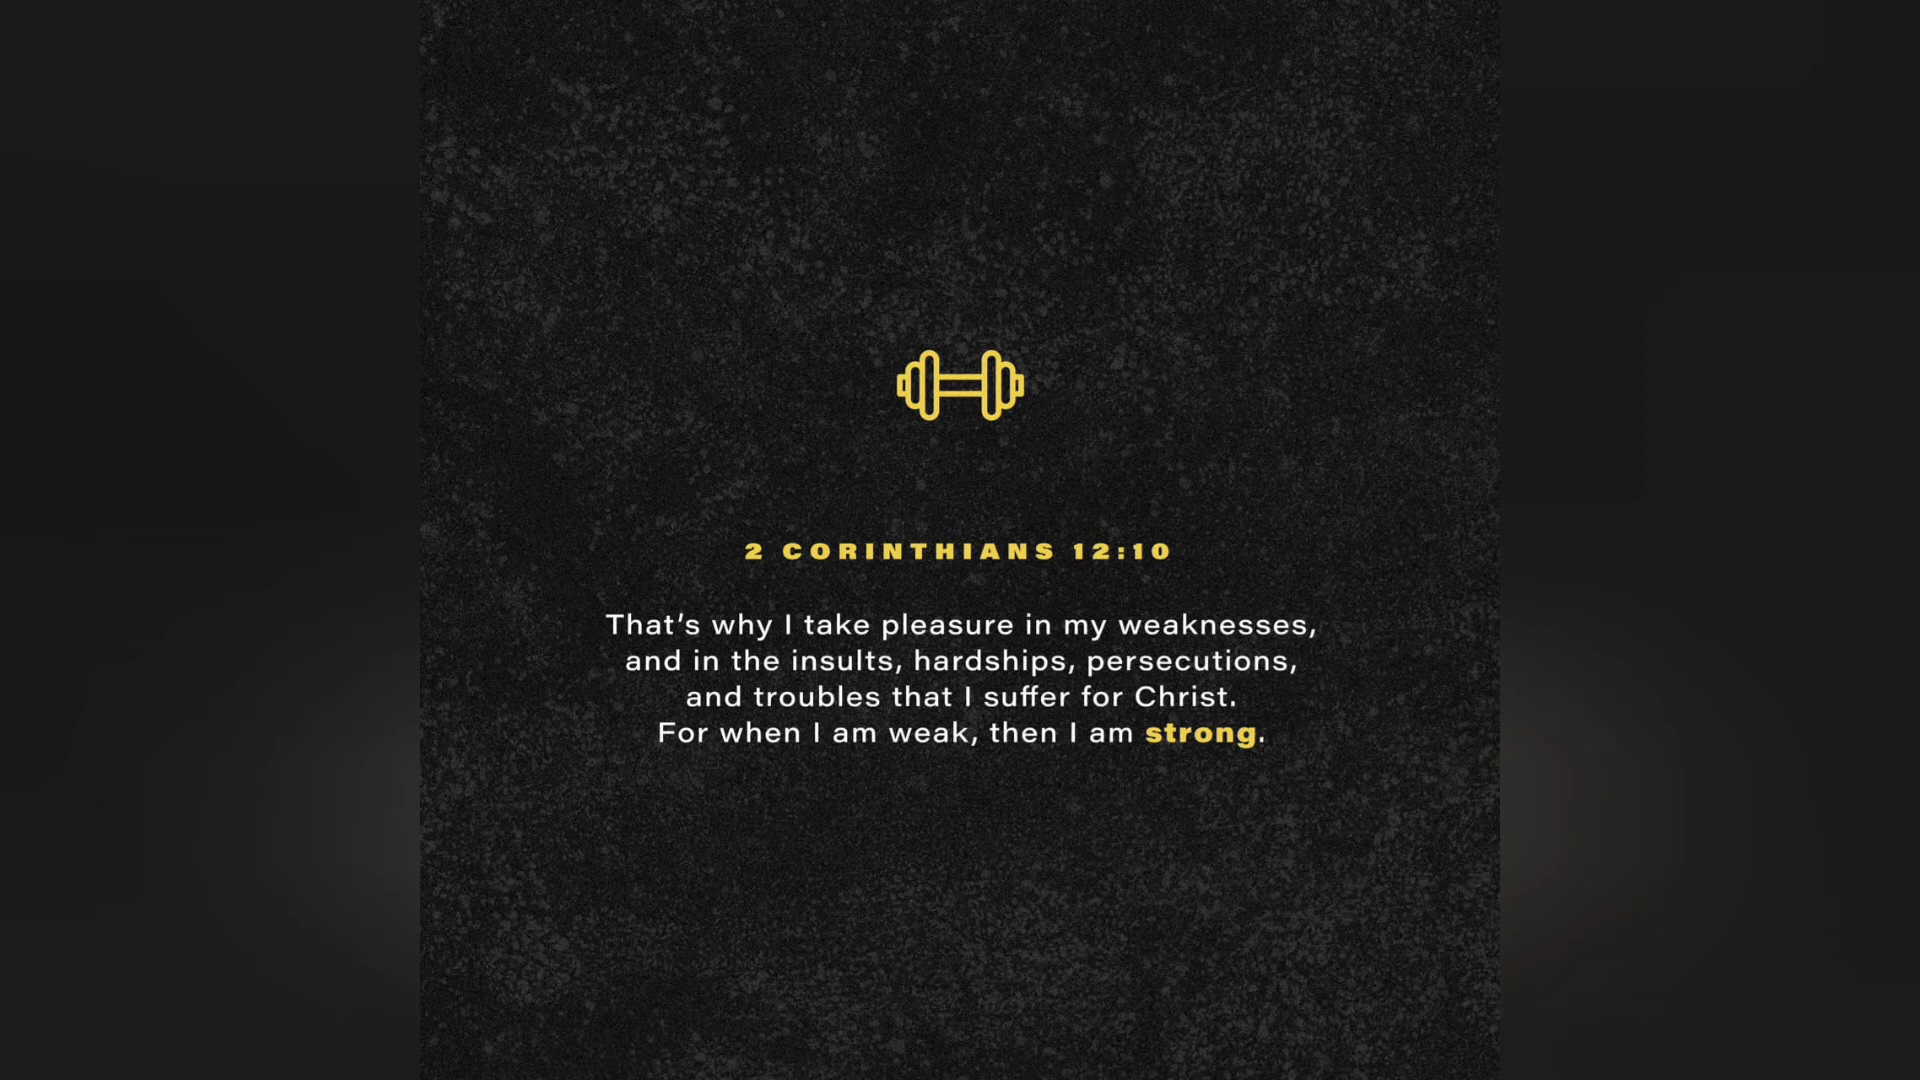 2 CORINTHIANS 12:10
That’s why I take pleasure in my weaknesses,
and in the insults, hardships, persecutions,
and troubles that I suffer for Christ.
For when I am weak, then I am strong.